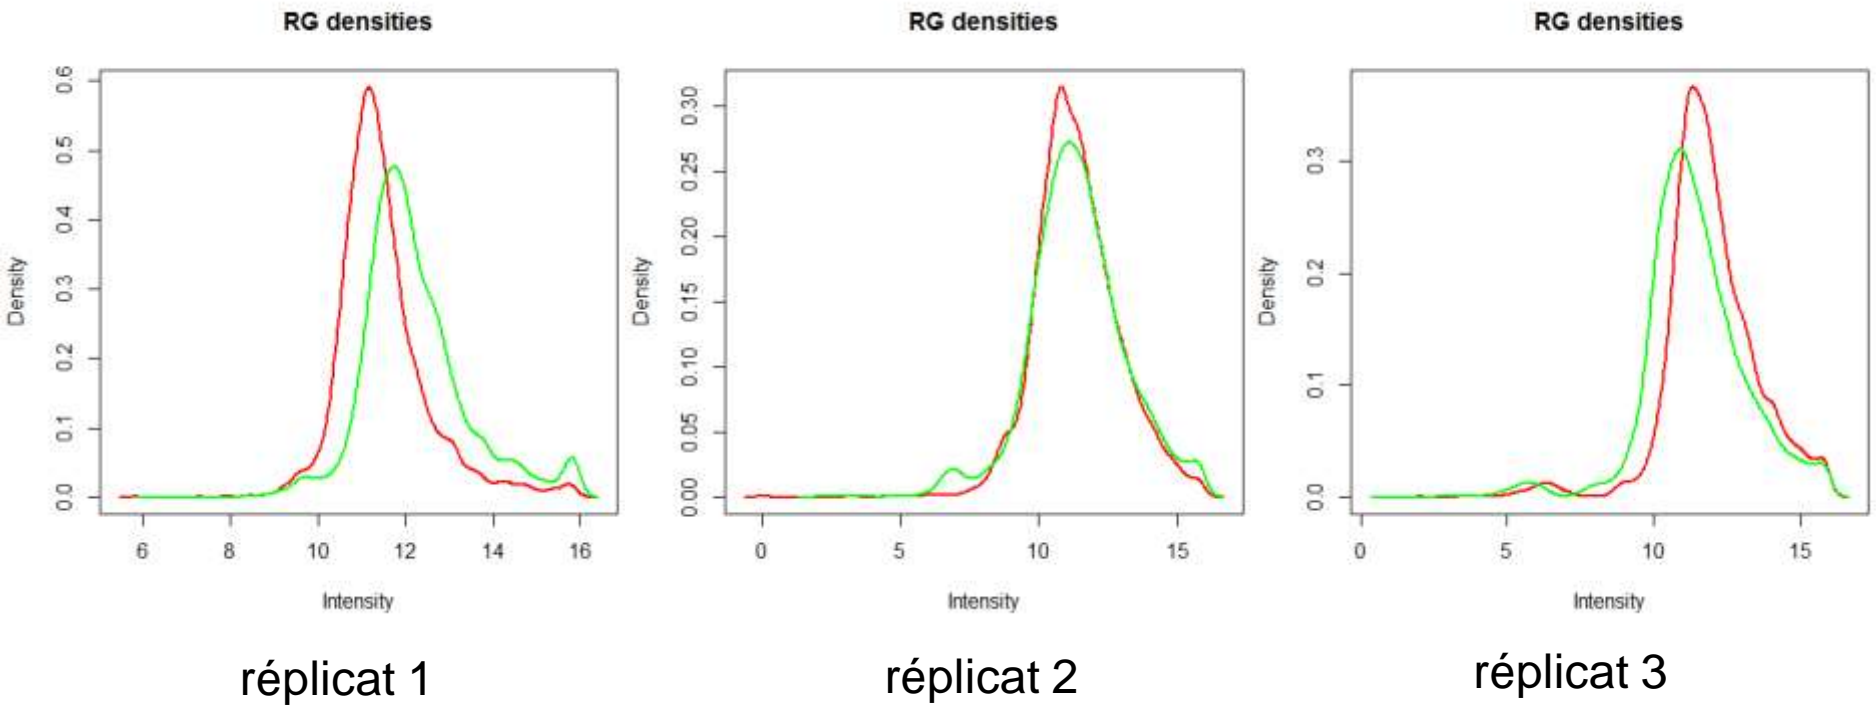 RG densities
Density
0.0
0.1
0.2
0.3
0.4
0.5
0.6
6
8
10
12
14
16
Intensity
réplicat 1
RG densities
Density
0.00
0.05
0.10
0.15
0.20
0.25
0.30
0
5
10
15
Intensity
réplicat 2
RG densities
Density
0.0
0.1
0.2
0.3
0
5
10
15
Intensity
réplicat 3